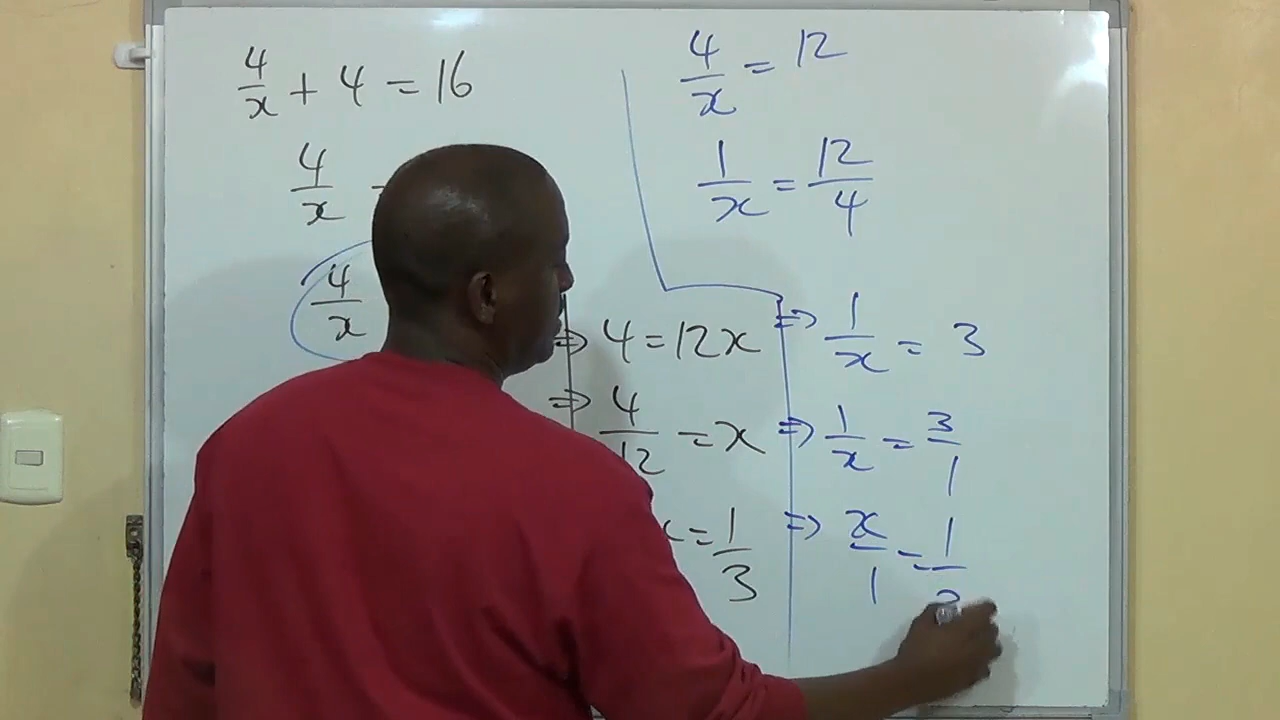 4/x + 4 = 16
4/x
4/x
⇒ 4 = 12x
⇒ 4/12 = x
= 1/3
4/x = 12
1/x = 12/4
⇒ 1/x = 3
⇒ 1/x = 3/1
⇒ x/1 = 1/